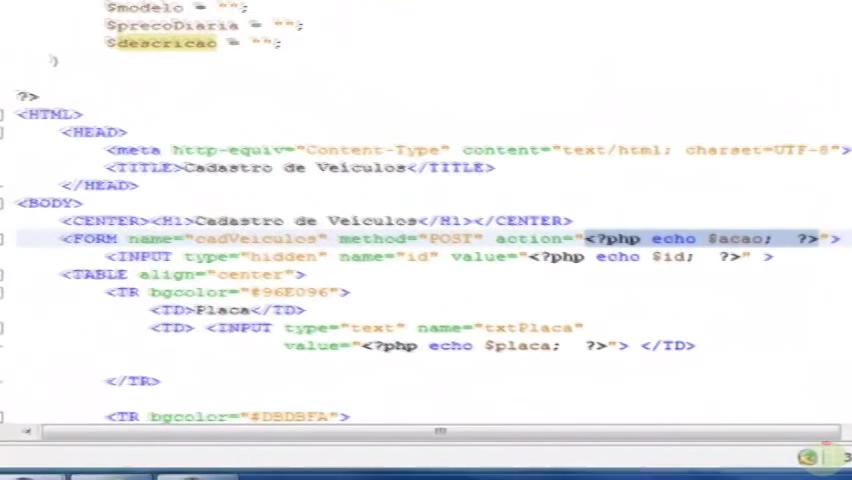 $modelo = "";
$precoDiaria = "";
$descricao = "";
}
?>
<HTML>
<HEAD>
<meta http-equiv="Content-Type" content="text/html; charset=UTF-8">
<TITLE>Cadastro de Veículos</TITLE>
</HEAD>
<BODY>
<CENTER><H1>Cadastro de Veículos</H1></CENTER>
<FORM name="cadVeiculos" method="POST" action="<?php echo $acao; ?>">
<INPUT type="hidden" name="id" value="<?php echo $id; ?>" >
<TABLE align="center">
<TR bgcolor="#96E096">
<TD>Placa</TD>
<TD> <INPUT type="text" name="txtPlaca"
value="<?php echo $placa; ?>"> </TD>
</TR>
<TR bgcolor="#DBDBFA">